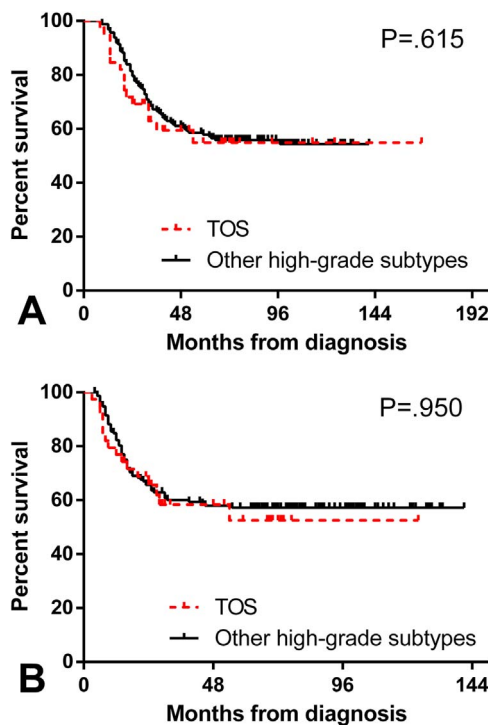 P=.615
100
80
60
40
20
0
Percent survival
TOS
Other high-grade subtypes
0 48 96 144 192
Months from diagnosis
A
P=.950
100
80
60
40
20
0
Percent survival
TOS
Other high-grade subtypes
0 48 96 144
Months from diagnosis
B